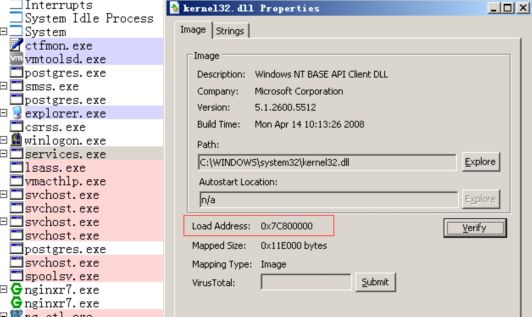 Interrupts
System Idle Process
System
ctfmon.exe
vmtoolsd.exe
postgres.exe
smss.exe
postgres.exe
explorer.exe
csrss.exe
winlogon.exe
services.exe
lsass.exe
vmacthlp.exe
svchost.exe
svchost.exe
svchost.exe
svchost.exe
postgres.exe
svchost.exe
spoolsv.exe
nginxr7.exe
nginxr7.exe
kernel32.dll Properties
Image Strings
Image
Description: Windows NT BASE API Client DLL
Company: Microsoft Corporation
Version: 5.1.2600.5512
Build Time: Mon Apr 14 10:13:26 2008
Path:
C:\WINDOWS\system32\kernel32.dll Explore
Autostart Location:
n/a Explore
Load Address: 0x7C800000 Verify
Mapped Size: 0x11E000 bytes
Mapping Type: Image
VirusTotal: Submit